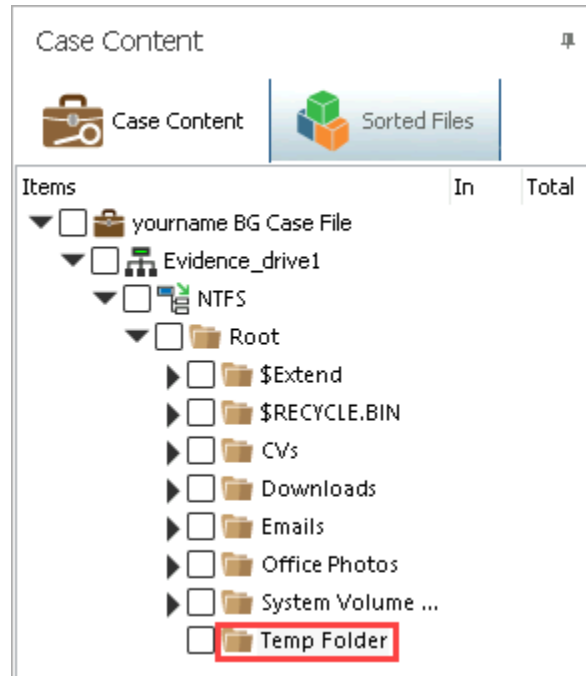 Case Content
Case Content Sorted Files
Items In Total
yourname BG Case File
Evidence_drive1
NTFS
Root
$Extend
$RECYCLE.BIN
CVs
Downloads
Emails
Office Photos
System Volume ...
Temp Folder